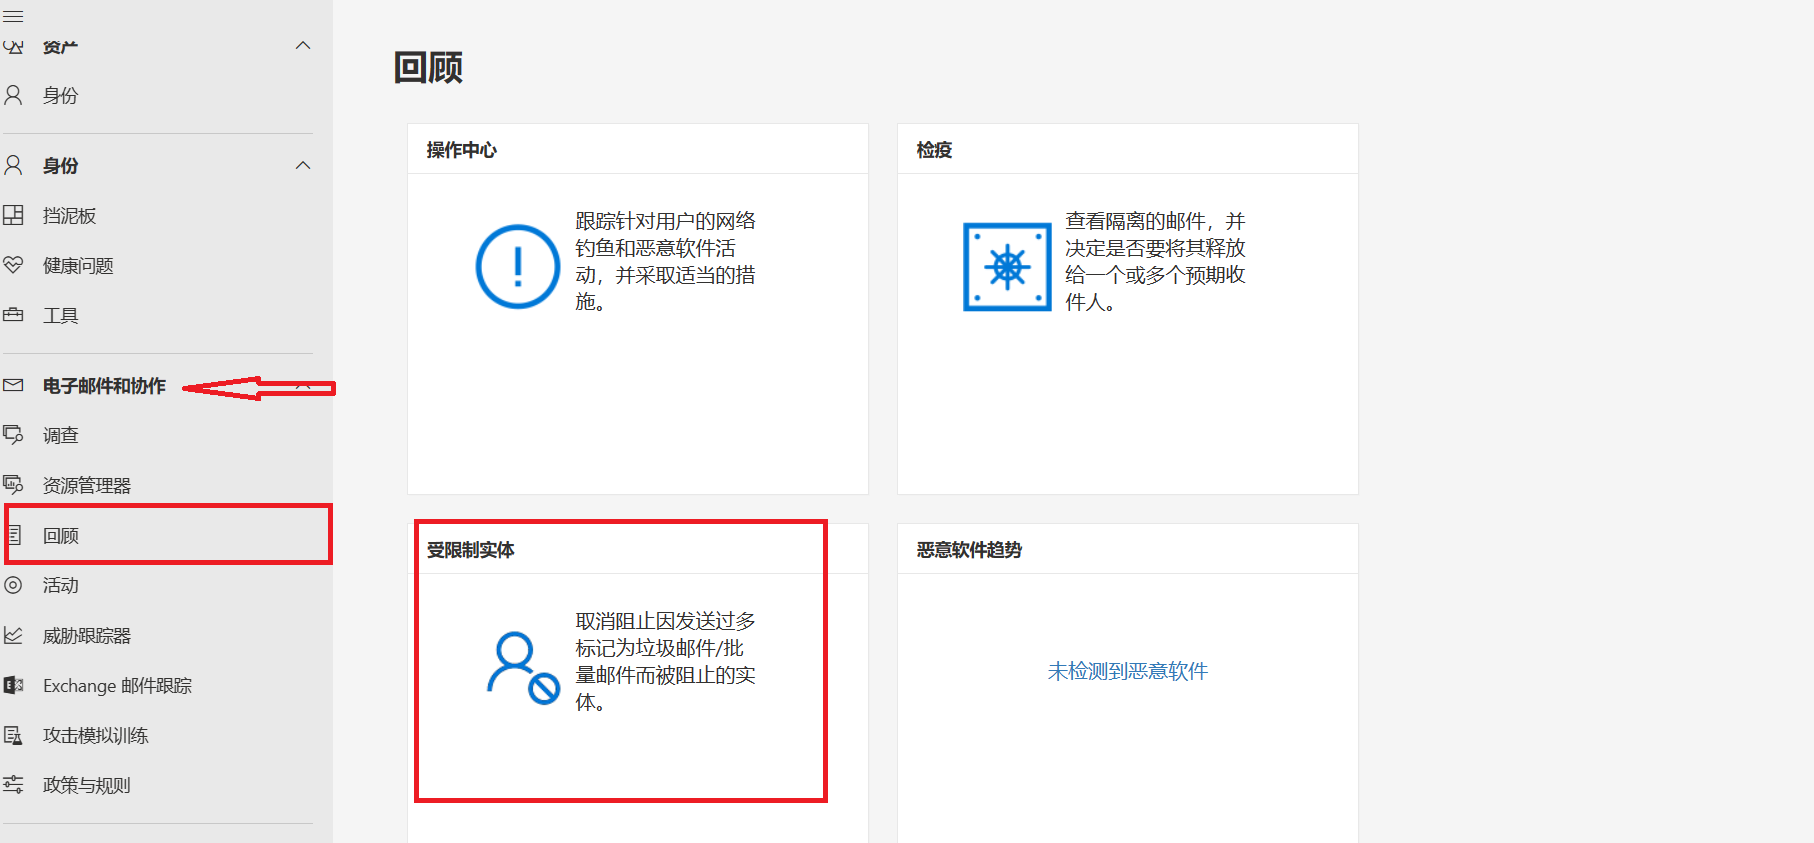 资产
身份
身份
挡泥板
健康问题
工具
电子邮件和协作
调查
资源管理器
回顾
活动
威胁跟踪器
Exchange 邮件跟踪
攻击模拟训练
政策与规则
回顾
操作中心
跟踪针对用户的网络
钓鱼和恶意软件活
动，并采取适当的措
施。
检疫
查看隔离的邮件，并
决定是否要将其释放
给一个或多个预期收
件人。
受限制实体
取消阻止因发送过多
标记为垃圾邮件/批
量邮件而被阻止的实
体。
恶意软件趋势
未检测到恶意软件